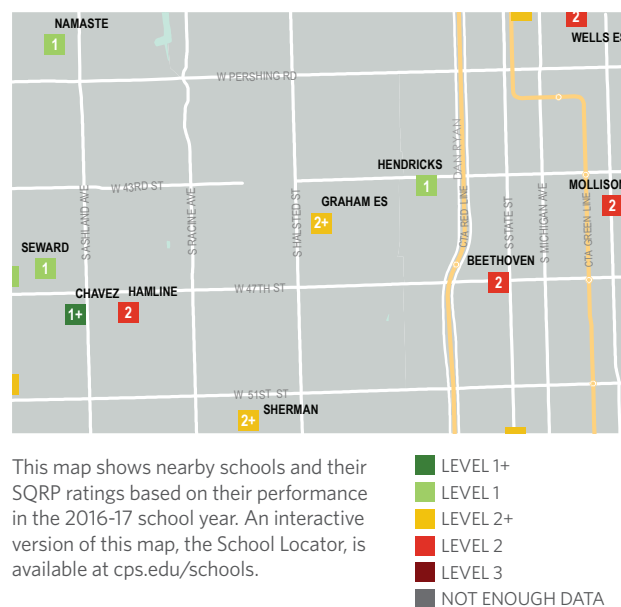 NAMASTE
1
2
WELLS ES
W PERSHING RD
DAN RYAN
HENDRICKS
1
W 43RD ST
MOLLISON
2
S ASHLAND AVE
S RACINE AVE
S HALSTED ST
GRAHAM ES
2+
CTA RED LINE
S STATE ST
S MICHIGAN AVE
CTA GREEN LINE
SEWARD
1
BEETHOVEN
2
CHAVEZ
1+
HAMLINE
2
W 47TH ST
W 51ST ST
SHERMAN
2+
This map shows nearby schools and their
SQRP ratings based on their performance
in the 2016-17 school year. An interactive
version of this map, the School Locator, is
available at cps.edu/schools.
LEVEL 1+
LEVEL 1
LEVEL 2+
LEVEL 2
LEVEL 3
NOT ENOUGH DATA